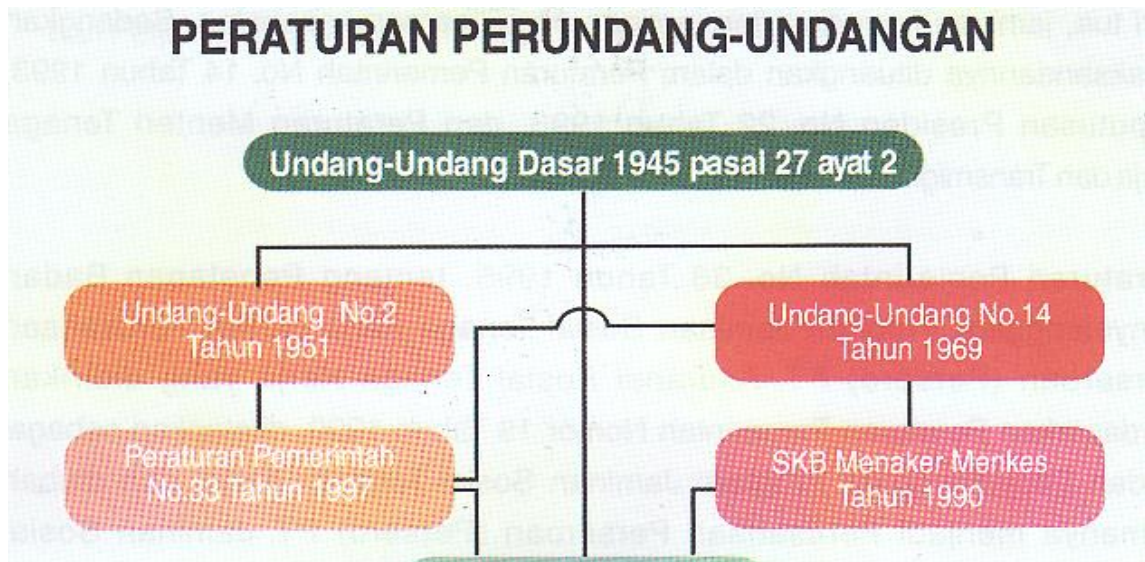 PERATURAN PERUNDANG-UNDANGAN
Undang-Undang Dasar 1945 pasal 27 ayat 2
Undang-Undang No.2
Tahun 1951
Undang-Undang No.14
Tahun 1969
Peraturan Pemerintah
No.33 Tahun 1997
SKB Menaker Menkes
Tahun 1990